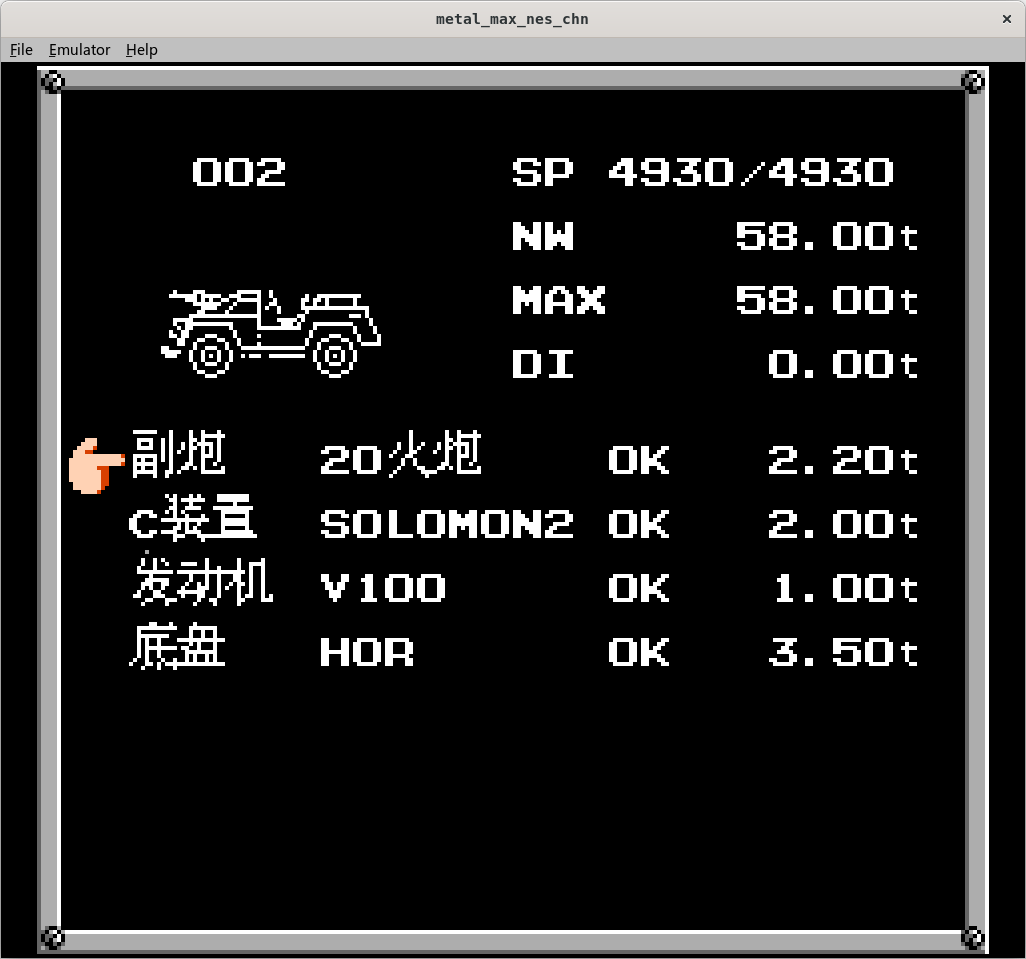 metal_max_nes_chn ×
File Emulator Help
002 SP 4930/4930
NW 58.00t
MAX 58.00t
DI 0.00t
副炮 20火炮 OK 2.20t
C装置 SOLOMON2 OK 2.00t
发动机 V100 OK 1.00t
底盘 HOR OK 3.50t